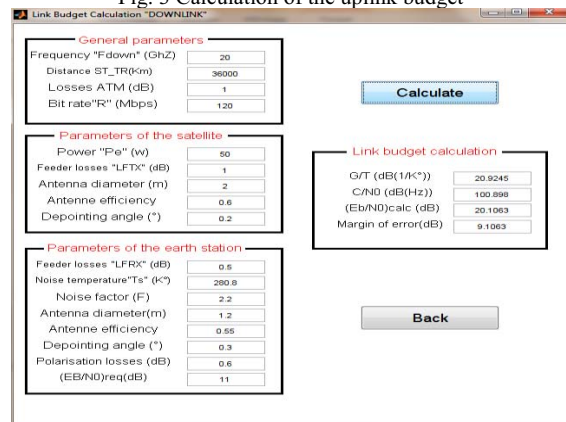 Fig. 3 Calculation of the uplink budget
Link Budget Calculation "DOWNLINK"
General parameters
Frequency "Fdown" (GhZ) 20
Distance ST_TR(Km) 36000
Losses ATM (dB) 1
Bit rate"R" (Mbps) 120
Parameters of the satellite
Power "Pe" (w) 50
Feeder losses "LFTX" (dB) 1
Antenna diameter (m) 2
Antenne efficiency 0.6
Depointing angle (°) 0.2
Parameters of the earth station
Feeder losses "LFRX" (dB) 0.5
Noise temperature"Ts" (K°) 280.8
Noise factor (F) 2.2
Antenna diameter(m) 1.2
Antenne efficiency 0.55
Depointing angle (°) 0.3
Polarisation losses (dB) 0.6
(EB/N0)req(dB) 11
Calculate
Link budget calculation
G/T (dB(1/K°)) 20.9245
C/N0 (dB(Hz)) 100.898
(Eb/N0)calc (dB) 20.1063
Margin of error(dB) 9.1063
Back